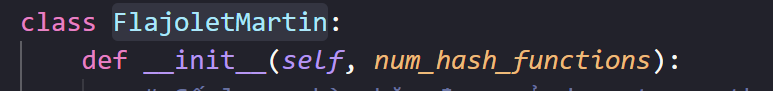 class FlajoletMartin:
def __init__(self, num_hash_functions):